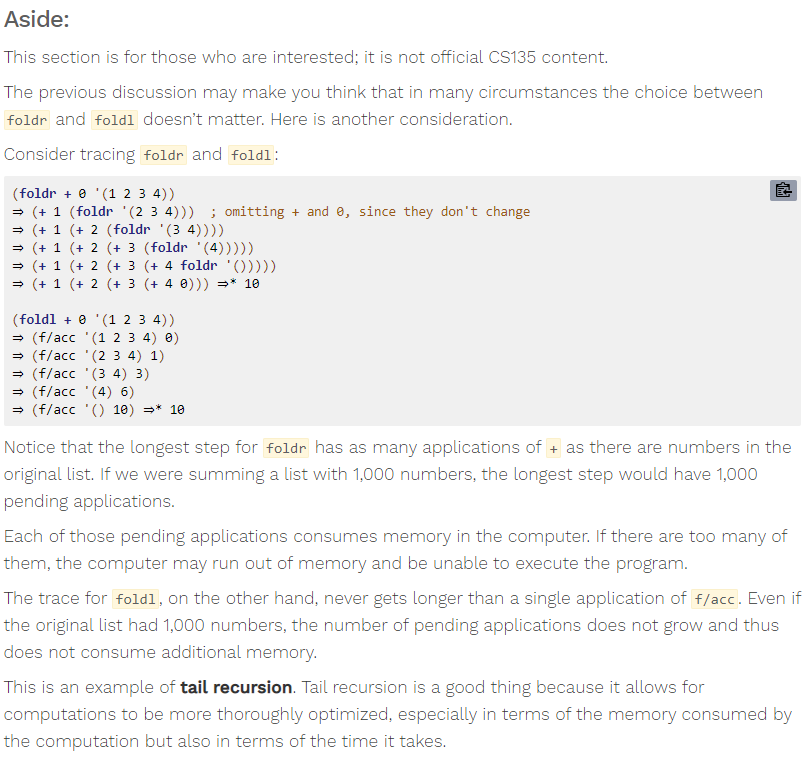 Aside:
This section is for those who are interested; it is not official CS135 content.
The previous discussion may make you think that in many circumstances the choice between
foldr and foldl doesn't matter. Here is another consideration.
Consider tracing foldr and foldl:
(foldr + 0 '(1 2 3 4))
⇒ (+ 1 (foldr '(2 3 4)))  ; omitting + and 0, since they don't change
⇒ (+ 1 (+ 2 (foldr '(3 4))))
⇒ (+ 1 (+ 2 (+ 3 (foldr '(4)))))
⇒ (+ 1 (+ 2 (+ 3 (+ 4 foldr '()))))
⇒ (+ 1 (+ 2 (+ 3 (+ 4 0))) ⇒* 10
(foldl + 0 '(1 2 3 4))
⇒ (f/acc '(1 2 3 4) 0)
⇒ (f/acc '(2 3 4) 1)
⇒ (f/acc '(3 4) 3)
⇒ (f/acc '(4) 6)
⇒ (f/acc '() 10) ⇒* 10
Notice that the longest step for foldr has as many applications of + as there are numbers in the
original list. If we were summing a list with 1,000 numbers, the longest step would have 1,000
pending applications.
Each of those pending applications consumes memory in the computer. If there are too many of
them, the computer may run out of memory and be unable to execute the program.
The trace for foldl, on the other hand, never gets longer than a single application of f/acc. Even if
the original list had 1,000 numbers, the number of pending applications does not grow and thus
does not consume additional memory.
This is an example of tail recursion. Tail recursion is a good thing because it allows for
computations to be more thoroughly optimized, especially in terms of the memory consumed by
the computation but also in terms of the time it takes.